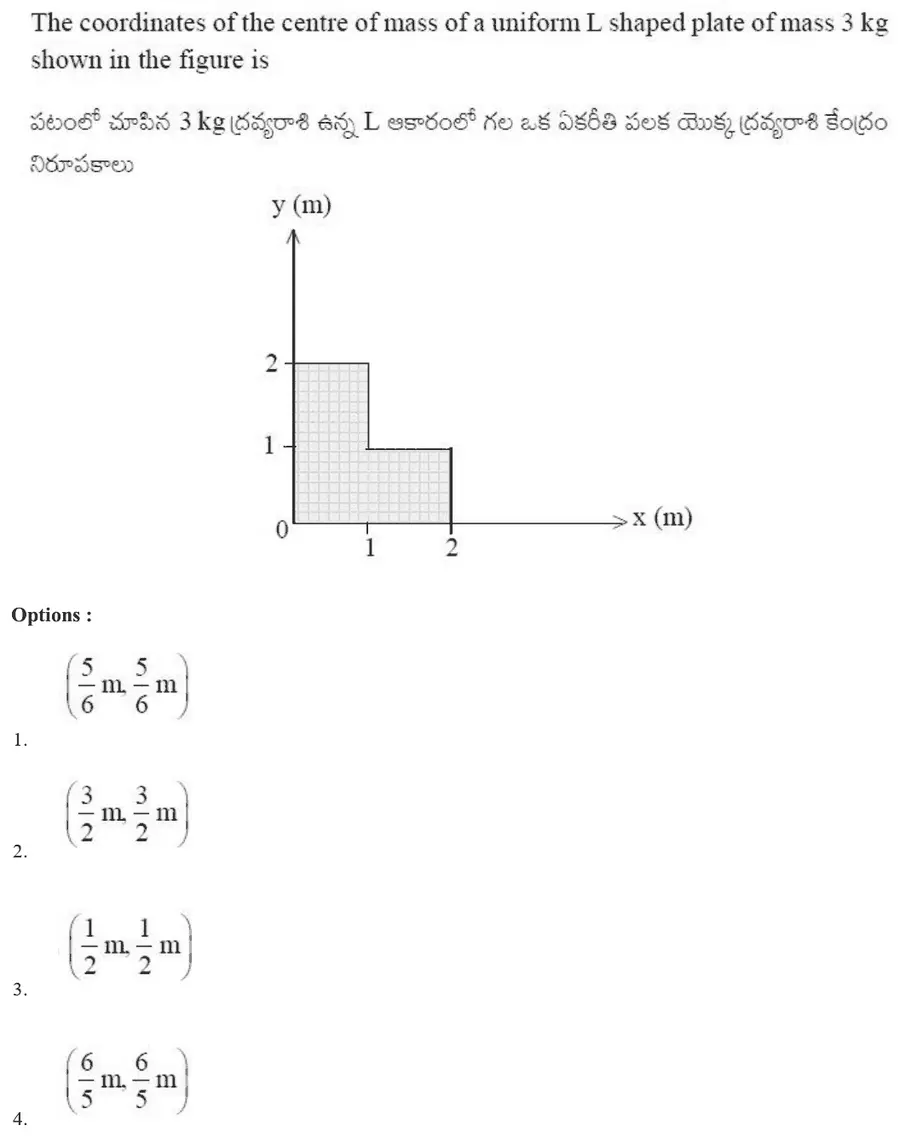 The coordinates of the centre of mass of a uniform L shaped plate of mass 3 kg
shown in the figure is
పటంలో చూపిన 3 kg ద్రవ్యరాశి ఉన్న L ఆకారంలో గల ఒక ఏకరీతి పలక యొక్క ద్రవ్యరాశి కేంద్రం
నిరూపకాలు
y (m)
2
1
0
1
2
x (m)
Options :
1. (5/6 m, 5/6 m)
2. (3/2 m, 3/2 m)
3. (1/2 m, 1/2 m)
4. (6/5 m, 6/5 m)